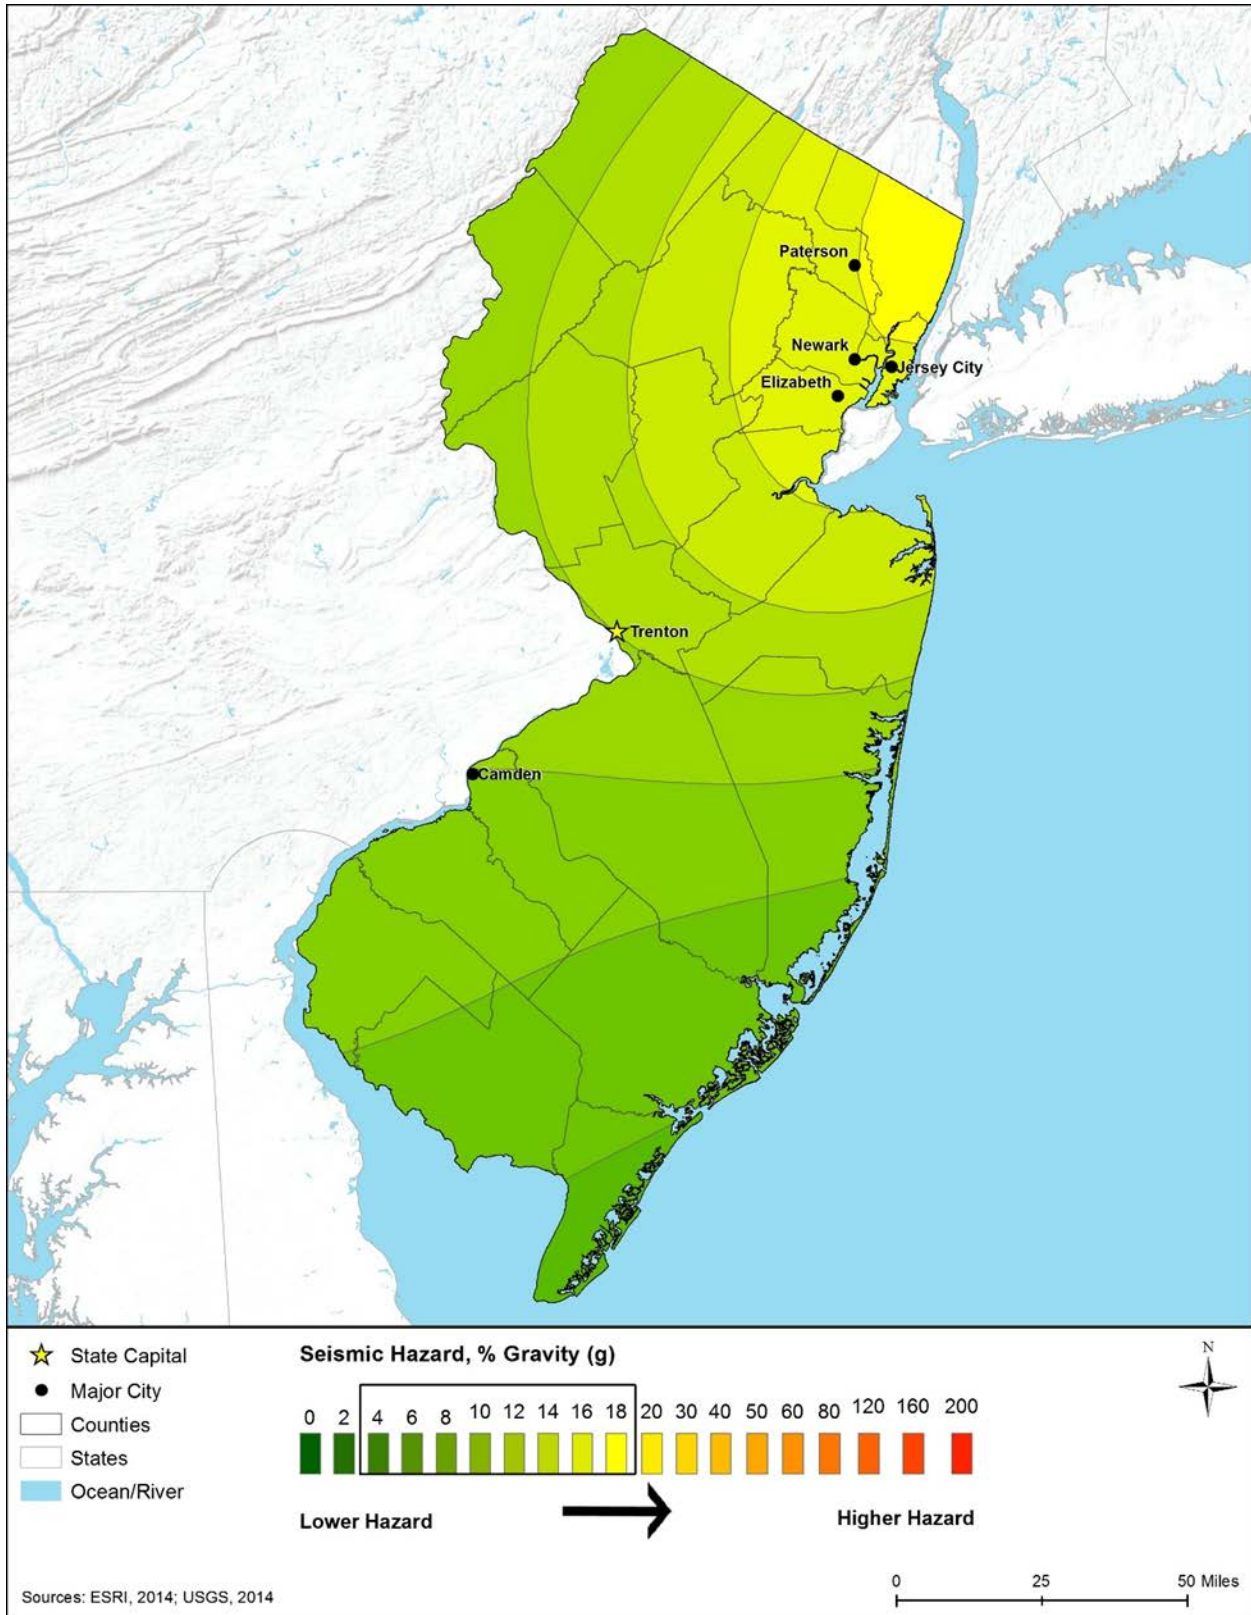 Paterson
Newark
Jersey City
Elizabeth
Trenton
Camden
State Capital
Major City
Counties
States
Ocean/River
Seismic Hazard, % Gravity (g)
0 2 4 6 8 10 12 14 16 18 20 30 40 50 60 80 120 160 200
Lower Hazard
Higher Hazard
N
Sources: ESRI, 2014; USGS, 2014
0 25 50 Miles